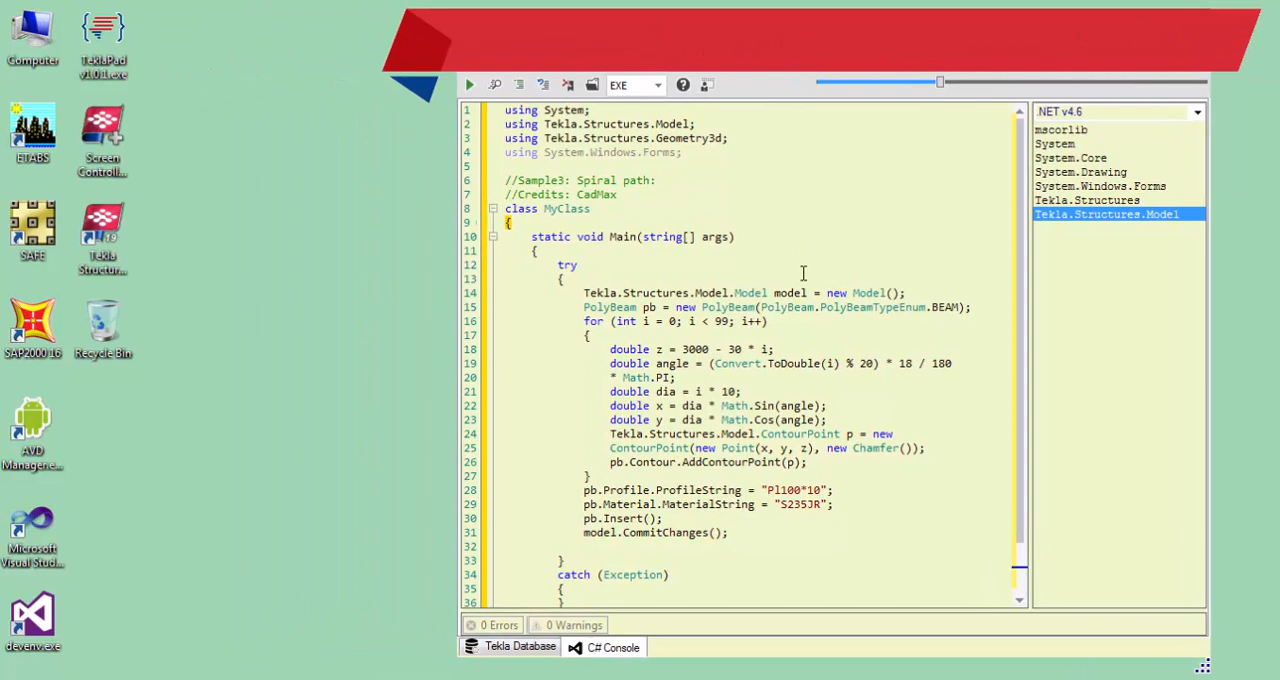 Computer
TeklaPad
v1.0.1.exe
ETABS
Screen
Controll...
SAFE
Tekla
Structur...
SAP2000 16
Recycle Bin
AVD
Manageme...
Microsoft
Visual Stud...
devenv.exe
EXE
1 using System;
2 using Tekla.Structures.Model;
3 using Tekla.Structures.Geometry3d;
4 using System.Windows.Forms;
5
6 //Sample3: Spiral path:
7 //Credits: CadMax
8 class MyClass
9 {
10 static void Main(string[] args)
11 {
12 try
13 {
14 Tekla.Structures.Model.Model model = new Model();
15 PolyBeam pb = new PolyBeam(PolyBeam.PolyBeamTypeEnum.BEAM);
16 for (int i = 0; i < 99; i++)
17 {
18 double z = 3000 - 30 * i;
19 double angle = (Convert.ToDouble(i) % 20) * 18 / 180
20 * Math.PI;
21 double dia = i * 10;
22 double x = dia * Math.Sin(angle);
23 double y = dia * Math.Cos(angle);
24 Tekla.Structures.Model.ContourPoint p = new
25 ContourPoint(new Point(x, y, z), new Chamfer());
26 pb.Contour.AddContourPoint(p);
27 }
28 pb.Profile.ProfileString = "Pl100*10";
29 pb.Material.MaterialString = "S235JR";
30 pb.Insert();
31 model.CommitChanges();
32
33 }
34 catch (Exception)
35 {
36 }
.NET v4.6
mscorlib
System
System.Core
System.Drawing
System.Windows.Forms
Tekla.Structures
Tekla.Structures.Model
0 Errors
0 Warnings
Tekla Database
C# Console